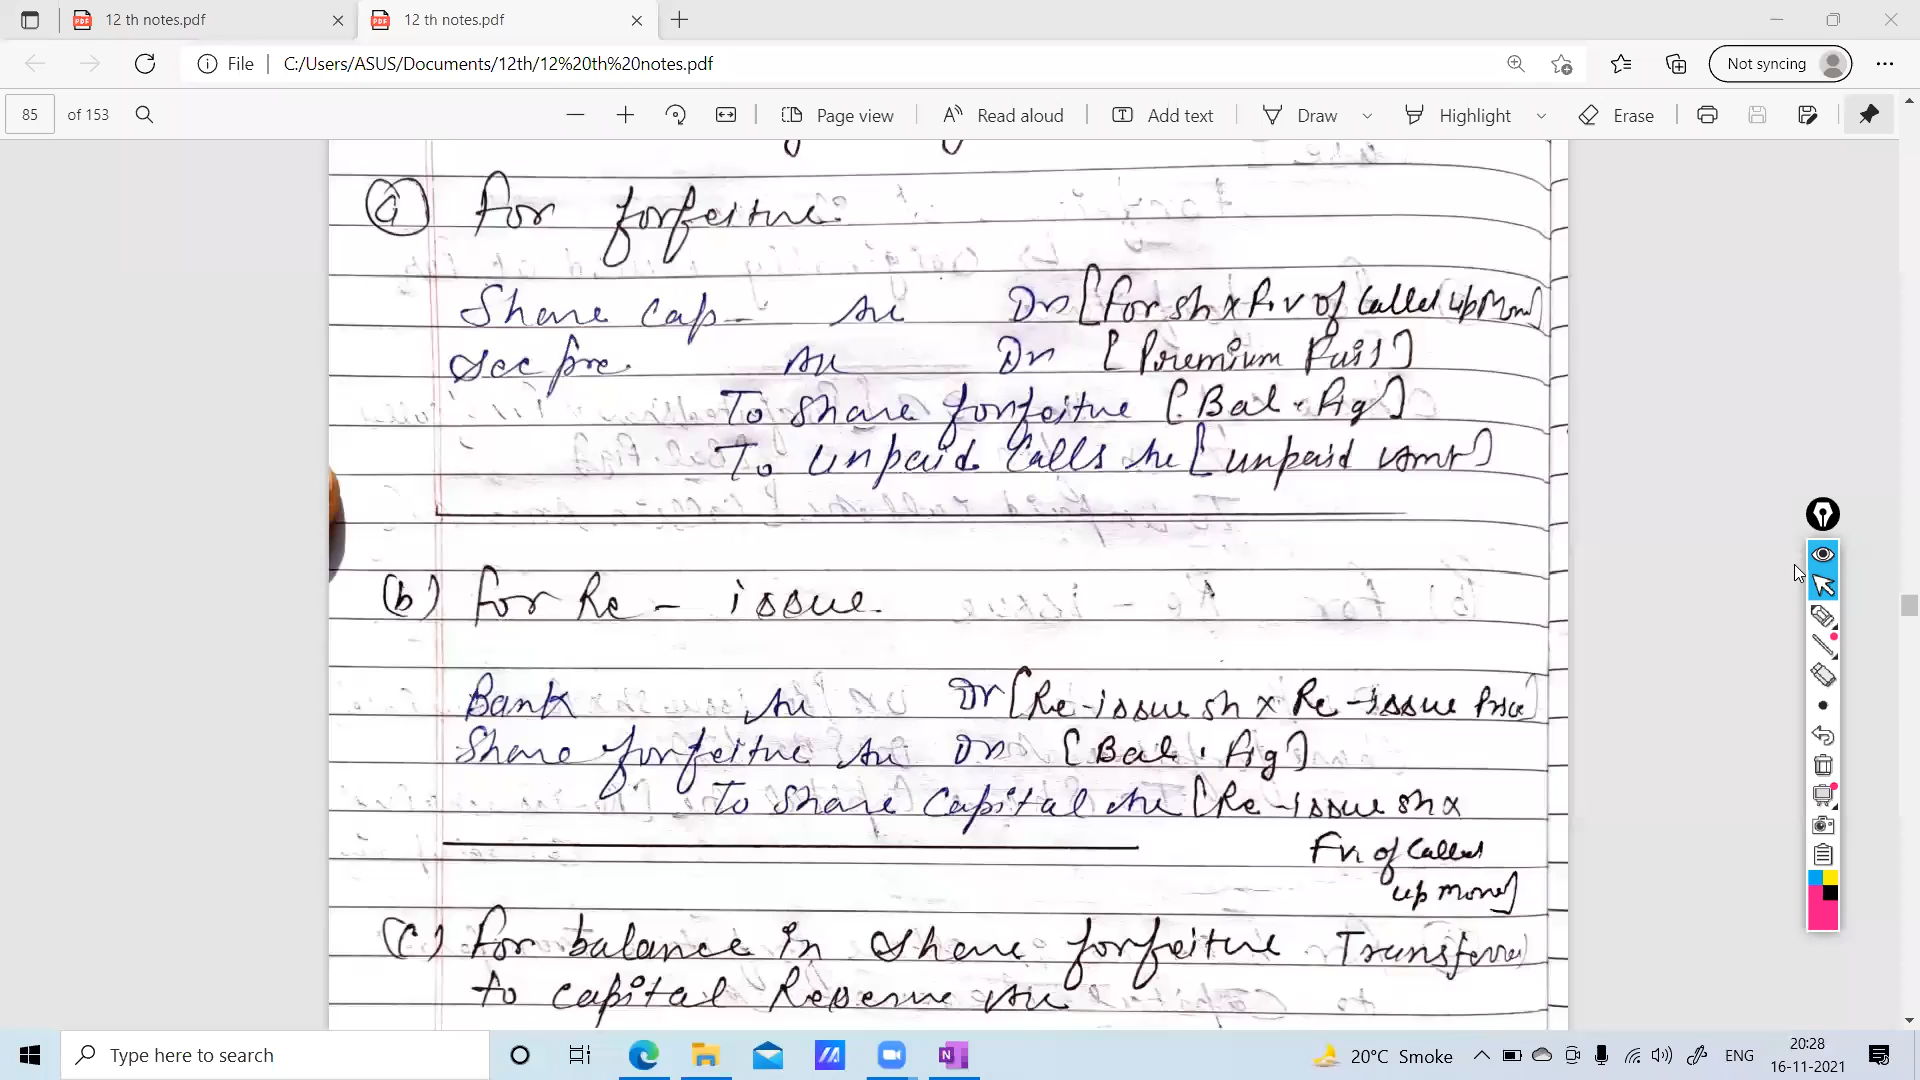 12 th notes.pdf
12 th notes.pdf
File
C:/Users/ASUS/Documents/12th/12%20th%20notes.pdf
Not syncing
85 of 153
Page view
Read aloud
Add text
Draw
Highlight
Erase
(a) For forfeiture
Share cap- A/c Dr [For sh x F.v of Called up Mon]
Sec pre. A/c Dr [Premium Paid]
To Share forfeiture [Bal. Fig]
To Unpaid Calls A/c [unpaid Amt]
(b) For Re - issue.
Bank A/c Dr [Re-issue sh x Re-issue Price]
Share forfeiture A/c Dr [Bal. Fig]
To Share Capital A/c [Re-issue sh x
Fv of Called
up Money]
(c) For balance in Share forfeiture Transferred
to Capital Reserve A/c
Type here to search
20°C Smoke
ENG
20:28
16-11-2021